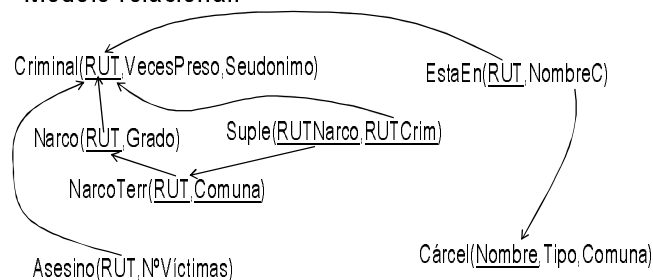 Modelo relacional:
Criminal(RUT,VecesPreso,Seudonimo)
EstaEn(RUT,NombreC)
Narco(RUT,Grado)
Suple(RUTNarco,RUTCrim)
NarcoTerr(RUT,Comuna)
Asesino(RUT,NºVíctimas)
Cárcel(Nombre,Tipo,Comuna)